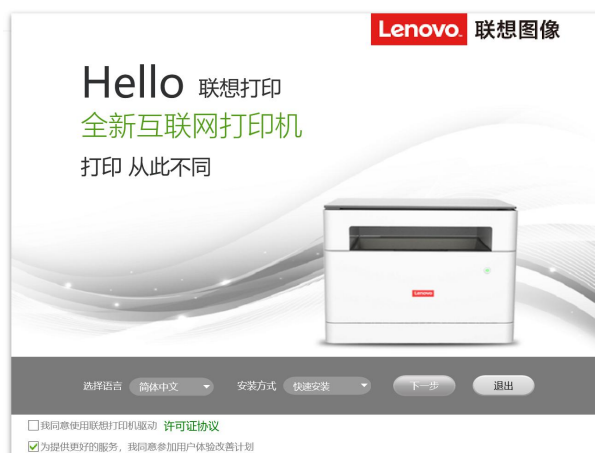 Lenovo 联想图像
Hello 联想打印
全新互联网打印机
打印 从此不同
Lenovo
选择语言 简体中文 安装方式 快速安装 下一步 退出
我同意使用联想打印机驱动 许可证协议
为提供更好的服务，我同意参加用户体验改善计划